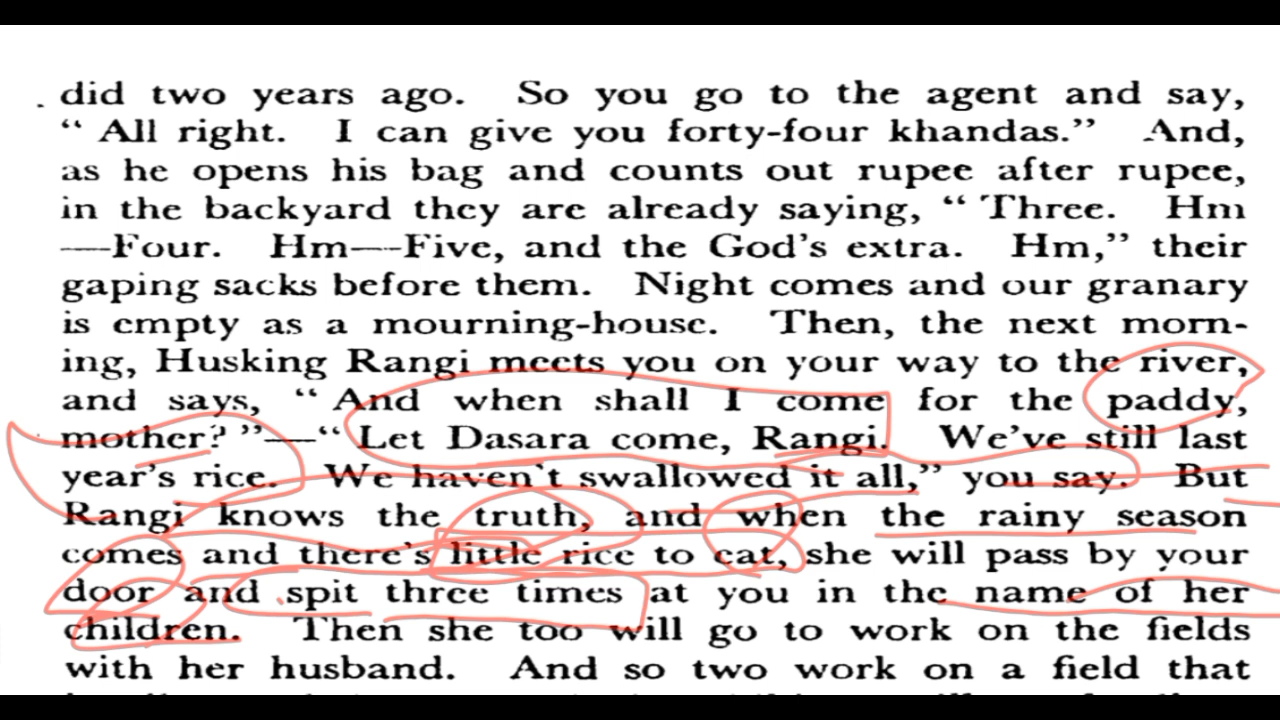 did two years ago. So you go to the agent and say,
“ All right. I can give you forty-four khandas.” And,
as he opens his bag and counts out rupee after rupee,
in the backyard they are already saying, “ Three. Hm
—Four. Hm—Five, and the God’s extra. Hm,” their
gaping sacks before them. Night comes and our granary
is empty as a mourning-house. Then, the next morn-
ing, Husking Rangi meets you on your way to the river,
and says, “ And when shall I come for the paddy,
mother? ”—“ Let Dasara come, Rangi. We’ve still last
year’s rice. We haven’t swallowed it all,” you say. But
Rangi knows the truth, and when the rainy season
comes and there’s little rice to eat, she will pass by your
door and spit three times at you in the name of her
children. Then she too will go to work on the fields
with her husband. And so two work on a field that